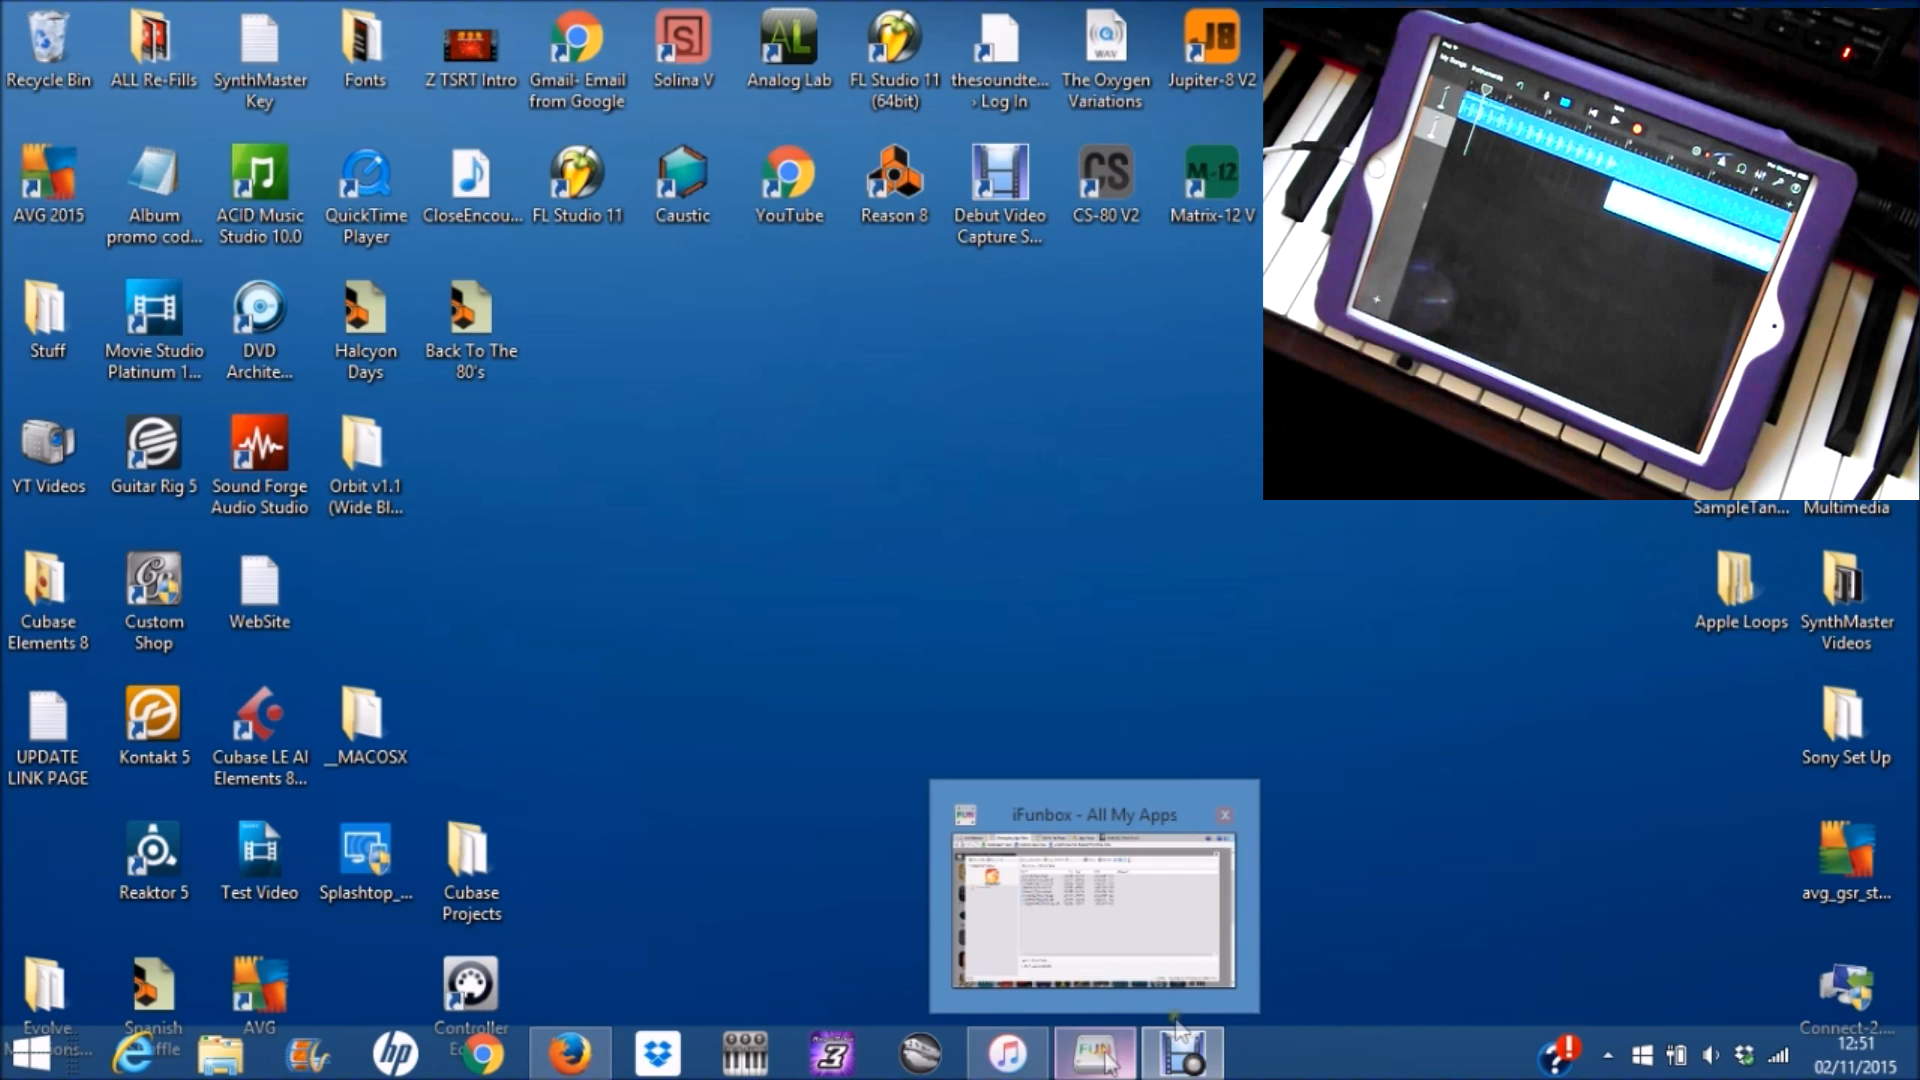 Recycle Bin
ALL Re-Fills
SynthMaster
Key
Fonts
Z TSRT Intro
Gmail- Email
from Google
Solina V
Analog Lab
FL Studio 11
(64bit)
thesoundte...
› Log In
The Oxygen
Variations
Jupiter-8 V2
AVG 2015
Album
promo cod...
ACID Music
Studio 10.0
QuickTime
Player
CloseEncou...
FL Studio 11
Caustic
YouTube
Reason 8
Debut Video
Capture S...
CS-80 V2
Matrix-12 V
Stuff
Movie Studio
Platinum 1...
DVD
Archite...
Halcyon
Days
Back To The
80's
My Songs
Instruments
YT Videos
Guitar Rig 5
Sound Forge
Audio Studio
Orbit v1.1
(Wide Bl...
SampleTan...
Multimedia
Cubase
Elements 8
Custom
Shop
WebSite
Apple Loops
SynthMaster
Videos
UPDATE
LINK PAGE
Kontakt 5
Cubase LE AI
Elements 8...
__MACOSX
Sony Set Up
Reaktor 5
Test Video
Splashtop_...
Cubase
Projects
iFunbox - All My Apps
avg_gsr_st...
Evolve
Spanish
AVG
Controller
Connect-2....
12:51
02/11/2015